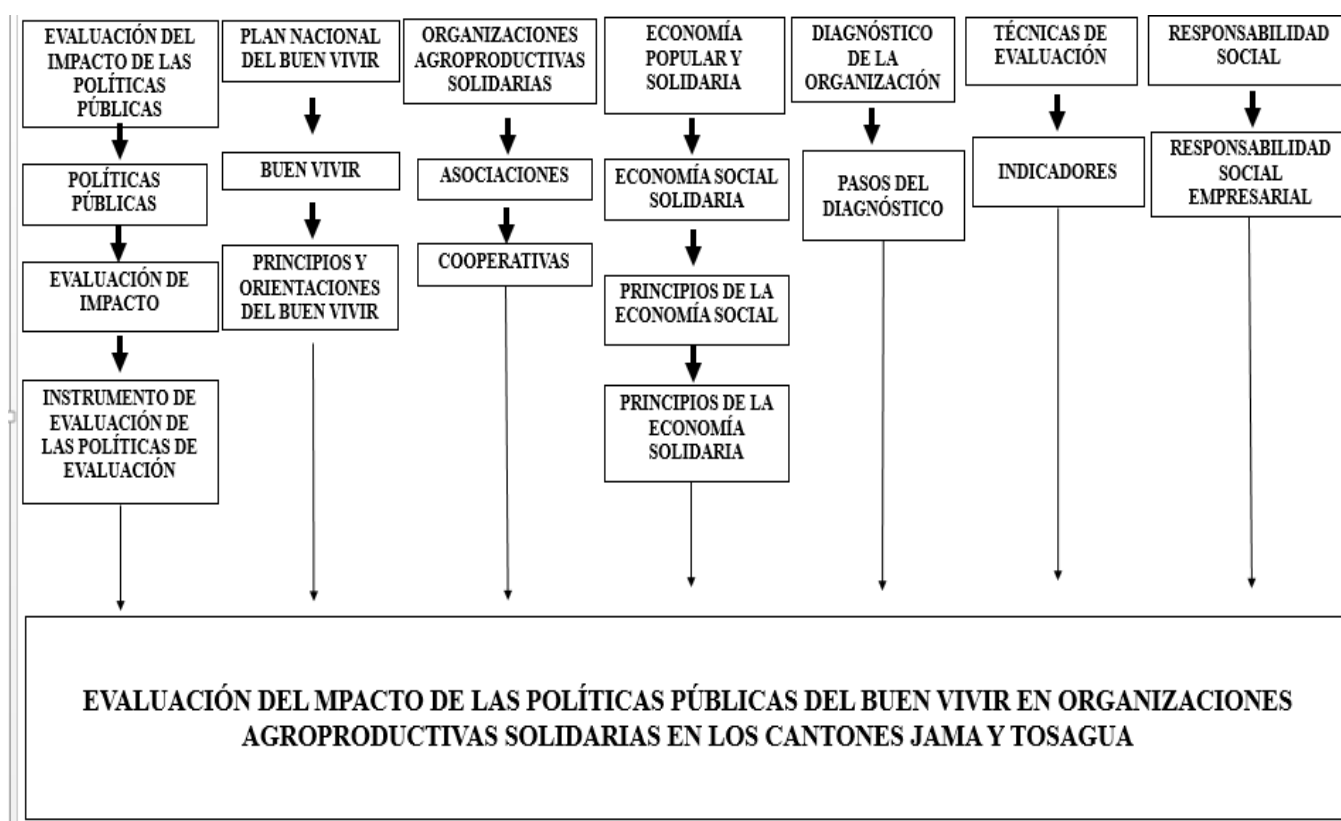 EVALUACIÓN DEL
IMPACTO DE LAS
POLÍTICAS
PÚBLICAS
POLÍTICAS
PÚBLICAS
EVALUACIÓN DE
IMPACTO
INSTRUMENTO DE
EVALUACIÓN DE
LAS POLÍTICAS DE
EVALUACIÓN
PLAN NACIONAL
DEL BUEN VIVIR
BUEN VIVIR
PRINCIPIOS Y
ORIENTACIONES
DEL BUEN VIVIR
ORGANIZACIONES
AGROPRODUCTIVAS
SOLIDARIAS
ASOCIACIONES
COOPERATIVAS
ECONOMÍA
POPULAR Y
SOLIDARIA
ECONOMÍA SOCIAL
SOLIDARIA
PRINCIPIOS DE LA
ECONOMÍA SOCIAL
PRINCIPIOS DE LA
ECONOMÍA
SOLIDARIA
DIAGNÓSTICO
DE LA
ORGANIZACIÓN
PASOS DEL
DIAGNÓSTICO
TÉCNICAS DE
EVALUACIÓN
INDICADORES
RESPONSABILIDAD
SOCIAL
RESPONSABILIDAD
SOCIAL
EMPRESARIAL
EVALUACIÓN DEL MPACTO DE LAS POLÍTICAS PÚBLICAS DEL BUEN VIVIR EN ORGANIZACIONES
AGROPRODUCTIVAS SOLIDARIAS EN LOS CANTONES JAMA Y TOSAGUA